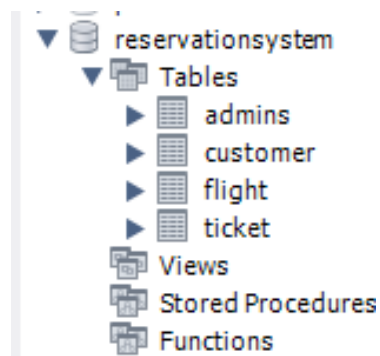 reservationsystem
Tables
admins
customer
flight
ticket
Views
Stored Procedures
Functions